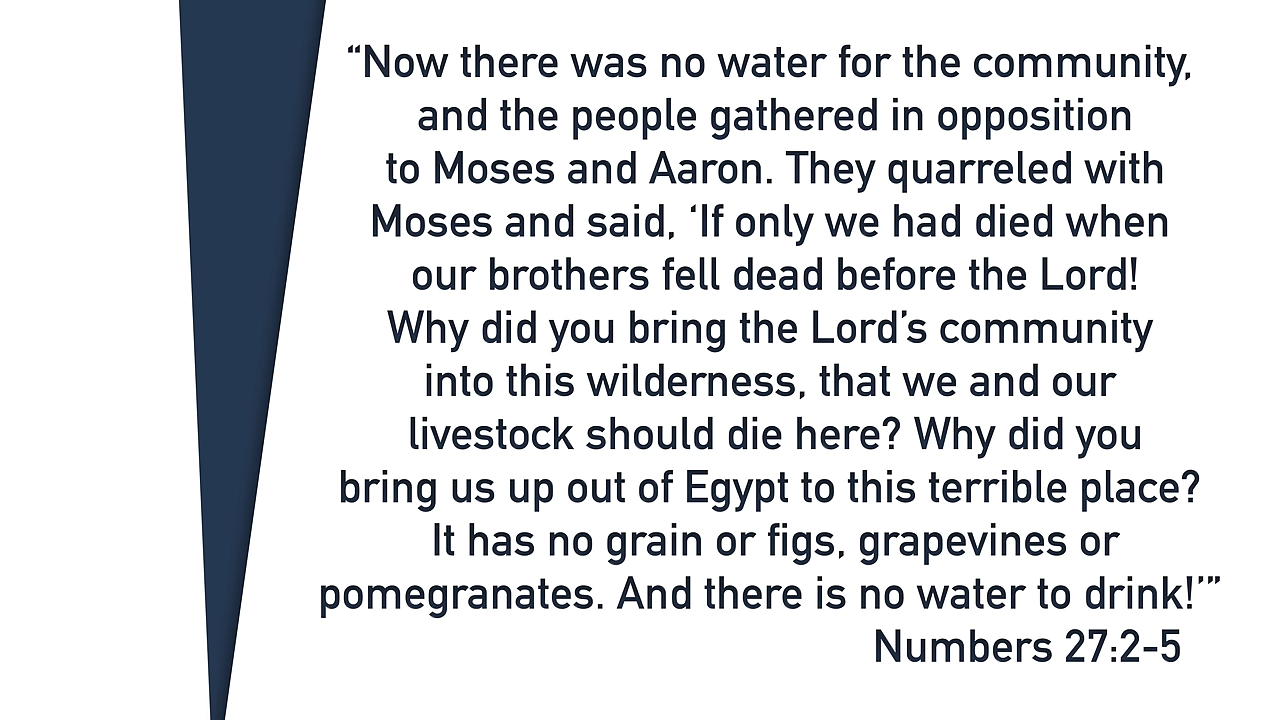 “Now there was no water for the community,
and the people gathered in opposition
to Moses and Aaron. They quarreled with
Moses and said, ‘If only we had died when
our brothers fell dead before the Lord!
Why did you bring the Lord’s community
into this wilderness, that we and our
livestock should die here? Why did you
bring us up out of Egypt to this terrible place?
It has no grain or figs, grapevines or
pomegranates. And there is no water to drink!’”
Numbers 27:2-5